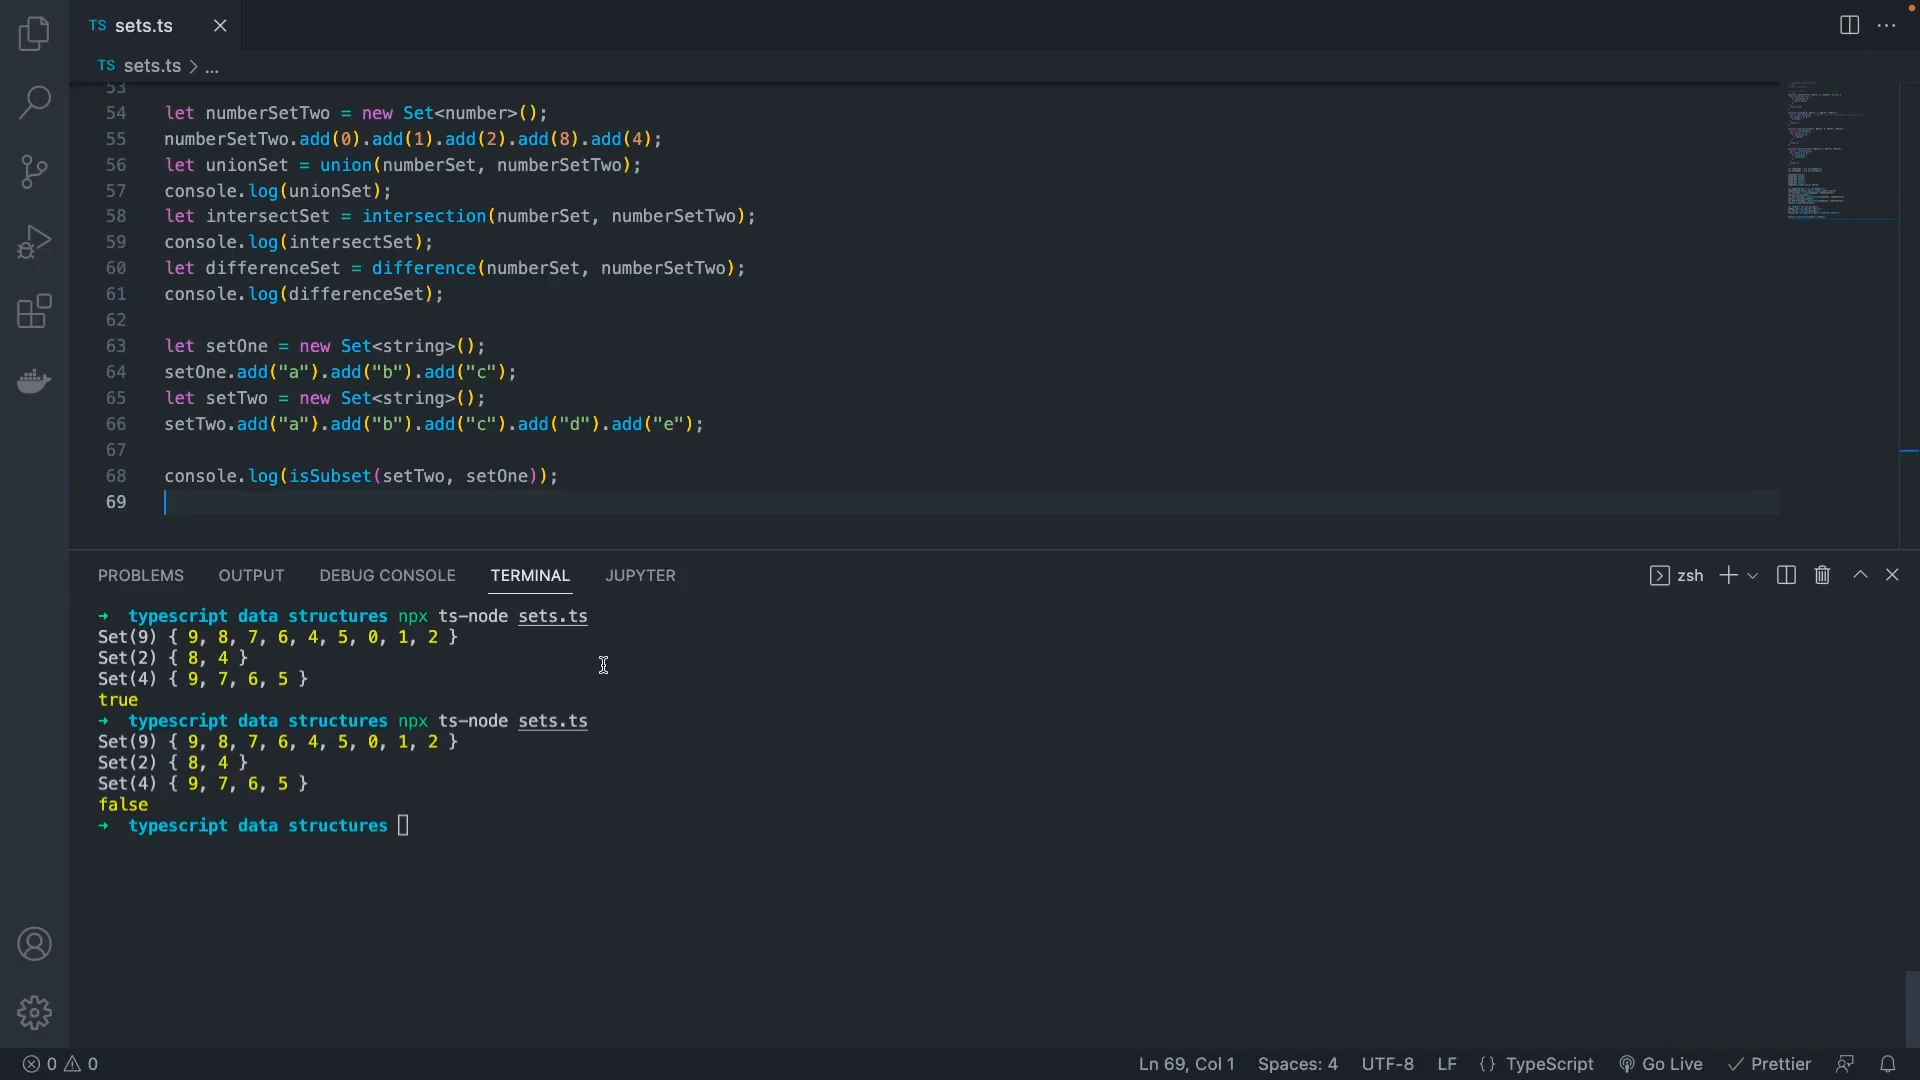 TS sets.ts
TS sets.ts > ...
53
54 let numberSetTwo = new Set<number>();
55 numberSetTwo.add(0).add(1).add(2).add(8).add(4);
56 let unionSet = union(numberSet, numberSetTwo);
57 console.log(unionSet);
58 let intersectSet = intersection(numberSet, numberSetTwo);
59 console.log(intersectSet);
60 let differenceSet = difference(numberSet, numberSetTwo);
61 console.log(differenceSet);
62
63 let setOne = new Set<string>();
64 setOne.add("a").add("b").add("c");
65 let setTwo = new Set<string>();
66 setTwo.add("a").add("b").add("c").add("d").add("e");
67
68 console.log(isSubset(setTwo, setOne));
69
PROBLEMS OUTPUT DEBUG CONSOLE TERMINAL JUPYTER zsh
→ typescript data structures npx ts-node sets.ts
Set(9) { 9, 8, 7, 6, 4, 5, 0, 1, 2 }
Set(2) { 8, 4 }
Set(4) { 9, 7, 6, 5 }
true
→ typescript data structures npx ts-node sets.ts
Set(9) { 9, 8, 7, 6, 4, 5, 0, 1, 2 }
Set(2) { 8, 4 }
Set(4) { 9, 7, 6, 5 }
false
→ typescript data structures
0 0 Ln 69, Col 1 Spaces: 4 UTF-8 LF {} TypeScript Go Live Prettier